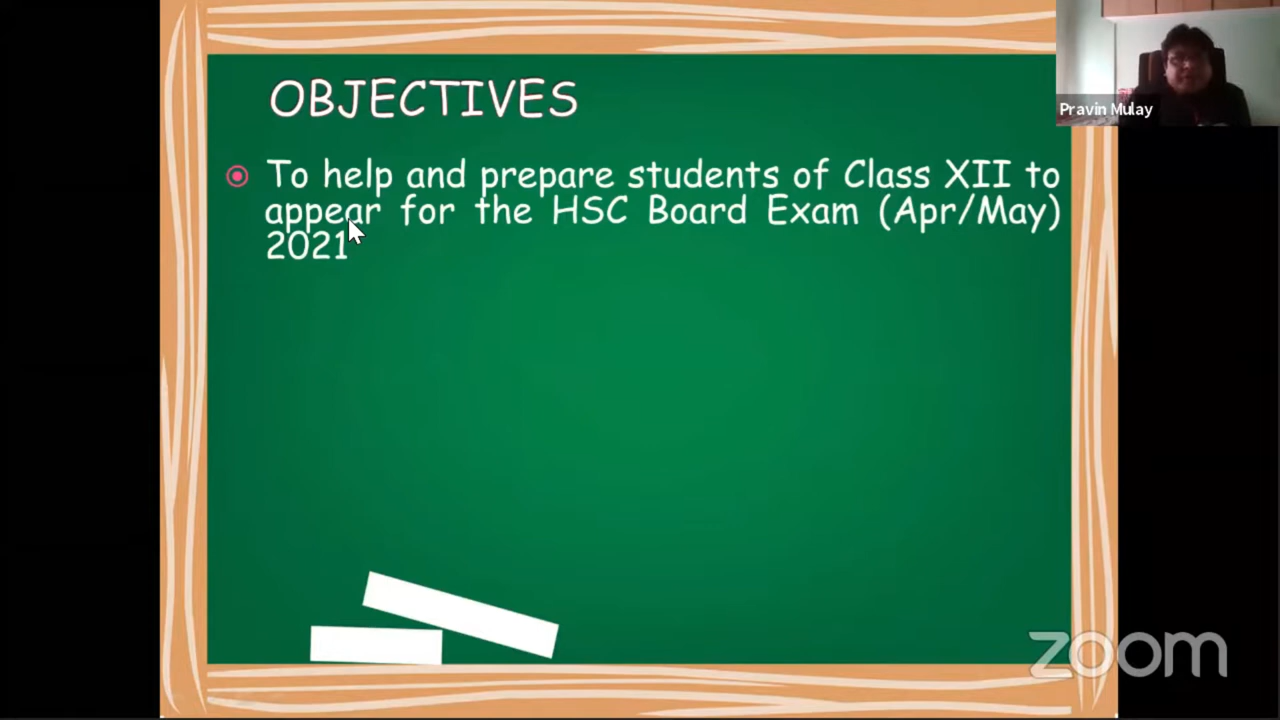 OBJECTIVES
To help and prepare students of Class XII to
appear for the HSC Board Exam (Apr/May)
2021
Pravin Mulay
zoom